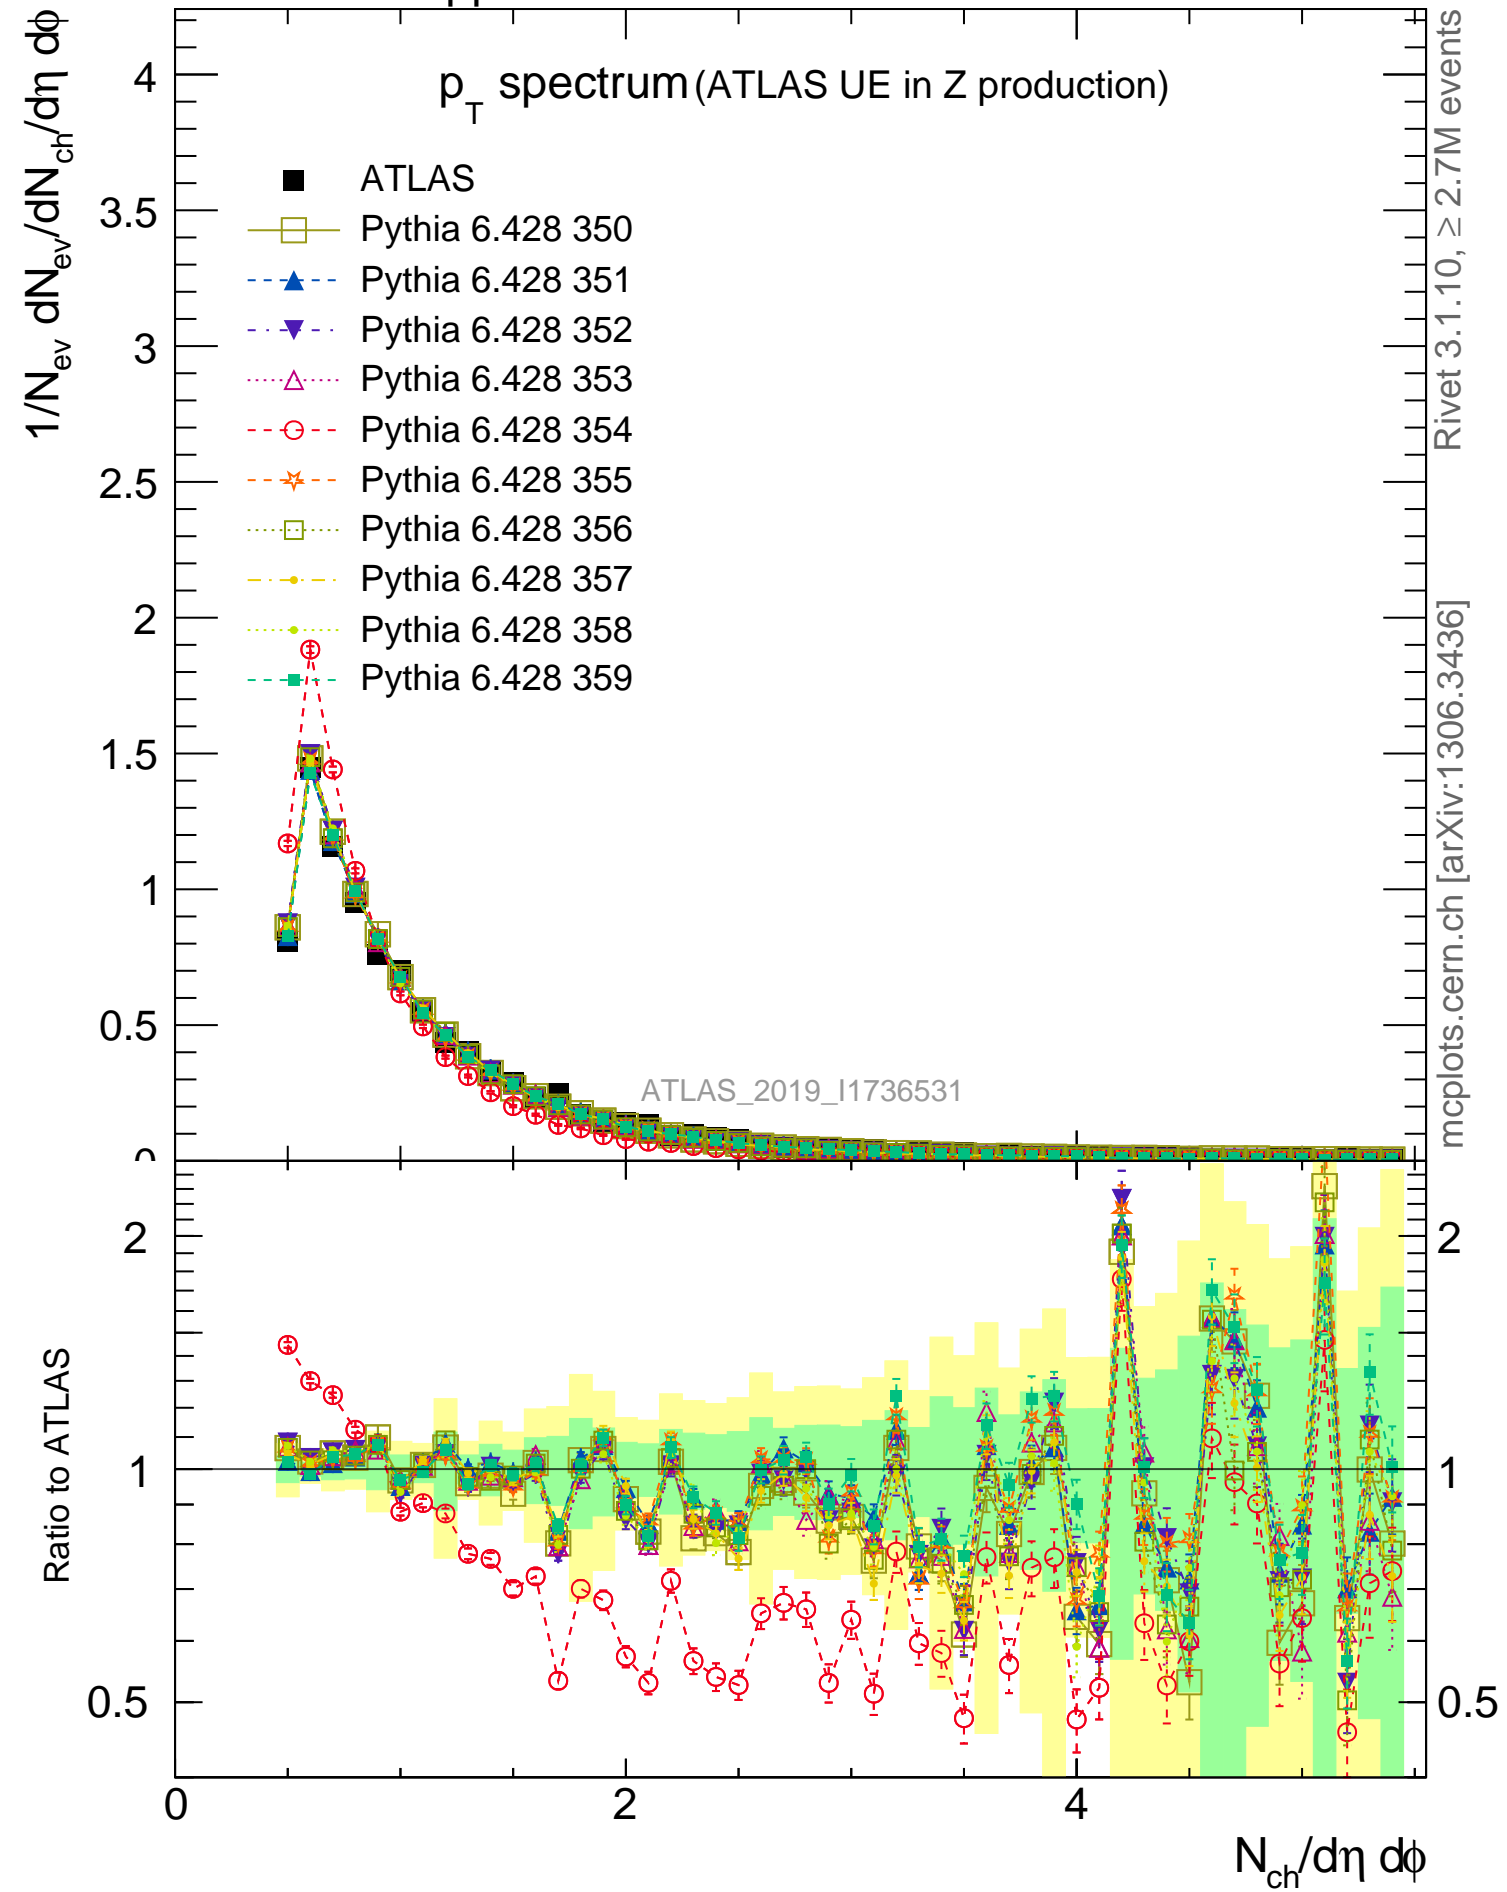 1/N_ev dN_ev/dN_ch/dη dϕ
p_T spectrum (ATLAS UE in Z production)
ATLAS
Pythia 6.428 350
Pythia 6.428 351
Pythia 6.428 352
Pythia 6.428 353
Pythia 6.428 354
Pythia 6.428 355
Pythia 6.428 356
Pythia 6.428 357
Pythia 6.428 358
Pythia 6.428 359
4
3.5
3
2.5
2
1.5
1
0.5
0
ATLAS_2019_I1736531
Rivet 3.1.10, ≥ 2.7M events
mcplots.cern.ch [arXiv:1306.3436]
Ratio to ATLAS
2
1
0.5
2
1
0.5
0
2
4
N_ch/dη dϕ